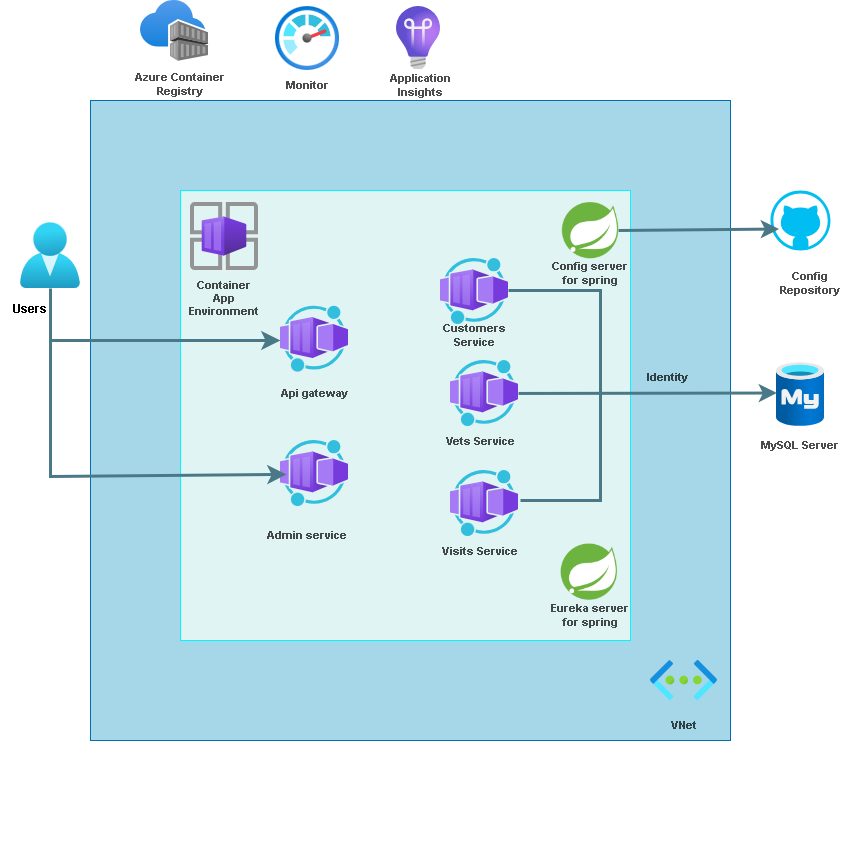 Azure Container
Registry
Monitor
Application
Insights
Users
Container
App
Environment
Config server
for spring
Config
Repository
Customers
Service
Api gateway
Identity
Vets Service
My
MySQL Server
Admin service
Visits Service
Eureka server
for spring
VNet